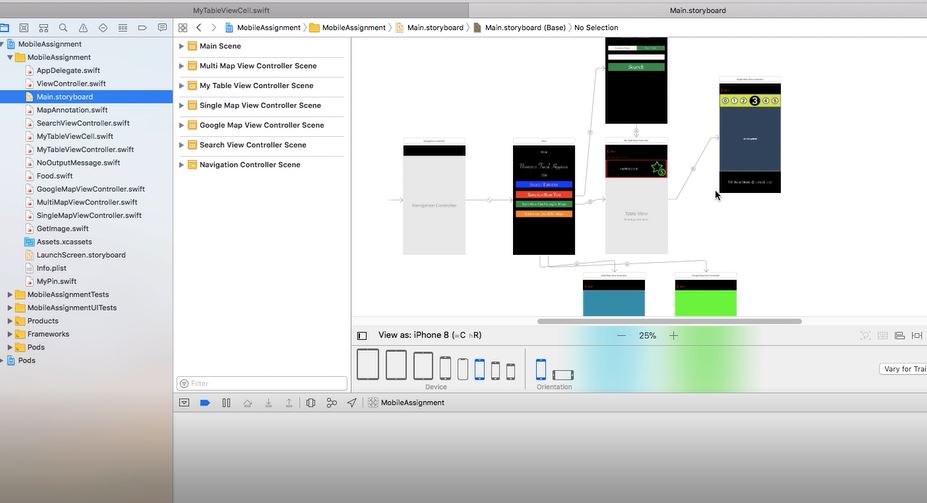 MyTableViewCell.swift
Main.storyboard
MobileAssignment
MobileAssignment
AppDelegate.swift
ViewController.swift
Main.storyboard
MapAnnotation.swift
SearchViewController.swift
MyTableViewCell.swift
MyTableViewController.swift
NoOutputMessage.swift
Food.swift
GoogleMapViewController.swift
MultiMapViewController.swift
SingleMapViewController.swift
GetImage.swift
Assets.xcassets
LaunchScreen.storyboard
Info.plist
MyPin.swift
MobileAssignmentTests
MobileAssignmentUITests
Products
Frameworks
Pods
Pods
MobileAssignment
MobileAssignment
Main.storyboard
Main.storyboard (Base)
No Selection
Main Scene
Multi Map View Controller Scene
My Table View Controller Scene
Single Map View Controller Scene
Google Map View Controller Scene
Search View Controller Scene
Navigation Controller Scene
Filter
Search
0 1 2 3 4 5
Navigation Controller
Table View
View as: iPhone 8 (wC hR)
25%
Device
Orientation
Vary for Trai
MobileAssignment